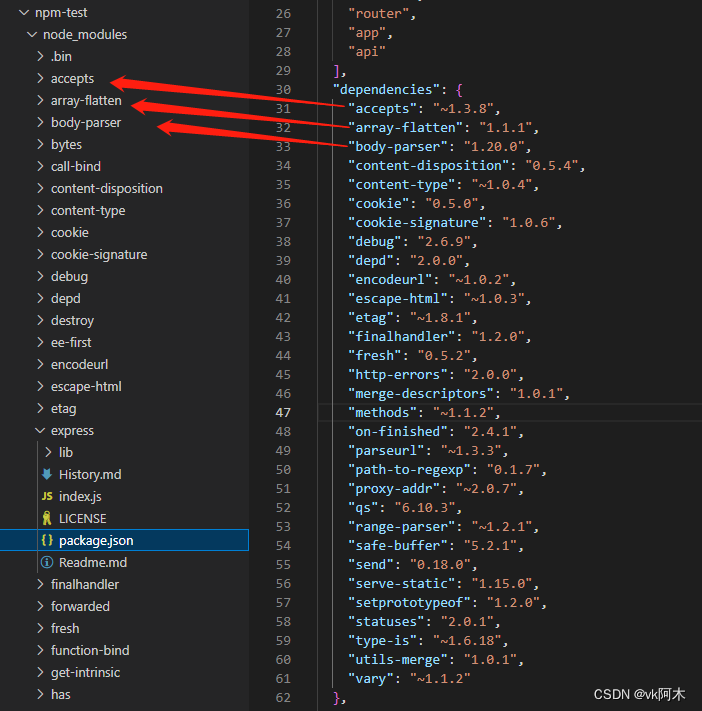 npm-test
node_modules
.bin
accepts
array-flatten
body-parser
bytes
call-bind
content-disposition
content-type
cookie
cookie-signature
debug
depd
destroy
ee-first
encodeurl
escape-html
etag
express
lib
History.md
JS index.js
LICENSE
{} package.json
Readme.md
finalhandler
forwarded
fresh
function-bind
get-intrinsic
has
26 "router",
27 "app",
28 "api"
29 ],
30 "dependencies": {
31 "accepts": "~1.3.8",
32 "array-flatten": "1.1.1",
33 "body-parser": "1.20.0",
34 "content-disposition": "0.5.4",
35 "content-type": "~1.0.4",
36 "cookie": "0.5.0",
37 "cookie-signature": "1.0.6",
38 "debug": "2.6.9",
39 "depd": "2.0.0",
40 "encodeurl": "~1.0.2",
41 "escape-html": "~1.0.3",
42 "etag": "~1.8.1",
43 "finalhandler": "1.2.0",
44 "fresh": "0.5.2",
45 "http-errors": "2.0.0",
46 "merge-descriptors": "1.0.1",
47 "methods": "~1.1.2",
48 "on-finished": "2.4.1",
49 "parseurl": "~1.3.3",
50 "path-to-regexp": "0.1.7",
51 "proxy-addr": "~2.0.7",
52 "qs": "6.10.3",
53 "range-parser": "~1.2.1",
54 "safe-buffer": "5.2.1",
55 "send": "0.18.0",
56 "serve-static": "1.15.0",
57 "setprototypeof": "1.2.0",
58 "statuses": "2.0.1",
59 "type-is": "~1.6.18",
60 "utils-merge": "1.0.1",
61 "vary": "~1.1.2"
62 },
CSDN @vk阿木